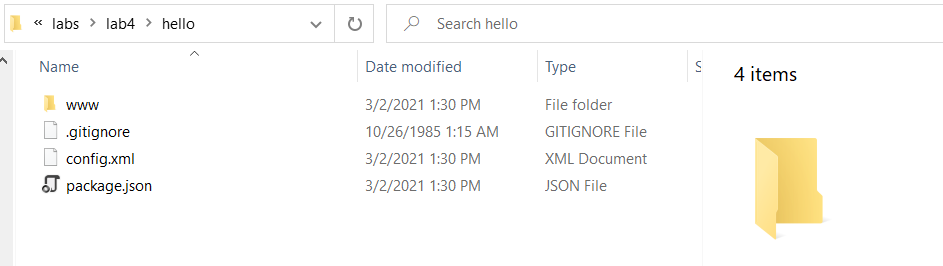 « labs > lab4 > hello Search hello
Name Date modified Type S
4 items
www 3/2/2021 1:30 PM File folder
.gitignore 10/26/1985 1:15 AM GITIGNORE File
config.xml 3/2/2021 1:30 PM XML Document
package.json 3/2/2021 1:30 PM JSON File